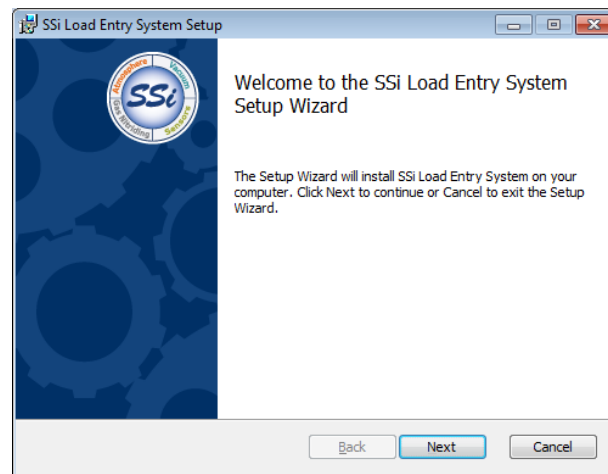 SSi Load Entry System Setup
Atmosphere
Vacuum
SSi
Gas Nitriding
Sensors
Welcome to the SSi Load Entry System
Setup Wizard
The Setup Wizard will install SSi Load Entry System on your
computer. Click Next to continue or Cancel to exit the Setup
Wizard.
Back
Next
Cancel